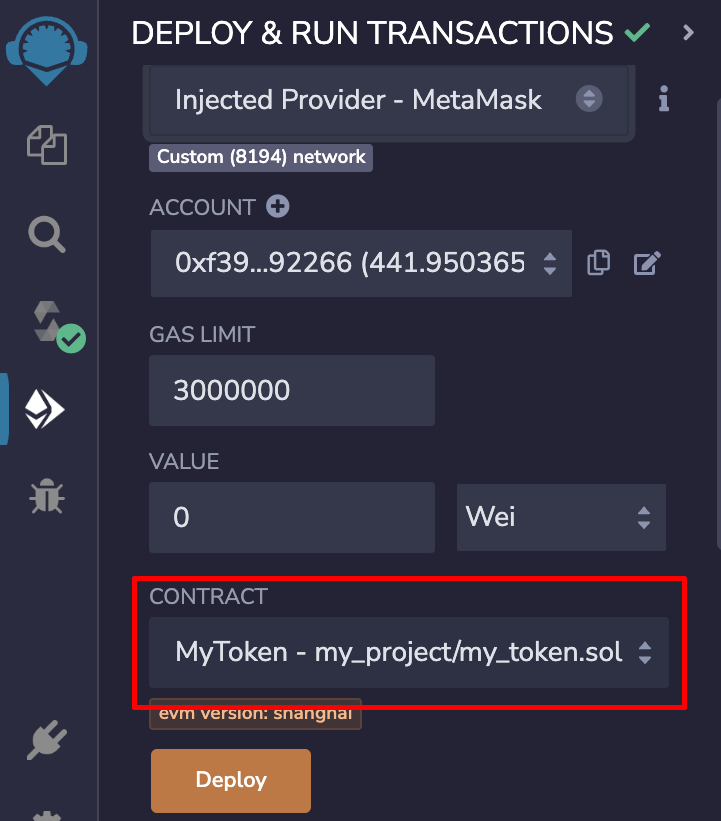 DEPLOY & RUN TRANSACTIONS
Injected Provider - MetaMask
Custom (8194) network
ACCOUNT
0xf39...92266 (441.950365
GAS LIMIT
3000000
VALUE
0
Wei
CONTRACT
MyToken - my_project/my_token.sol
evm version: shanghai
Deploy